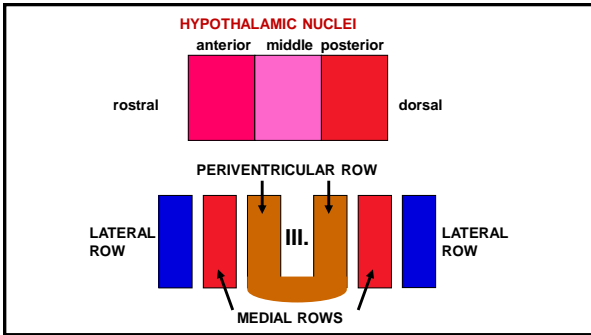 HYPOTHALAMIC NUCLEI
anterior middle posterior
rostral dorsal
PERIVENTRICULAR ROW
LATERAL
ROW
III.
LATERAL
ROW
MEDIAL ROWS